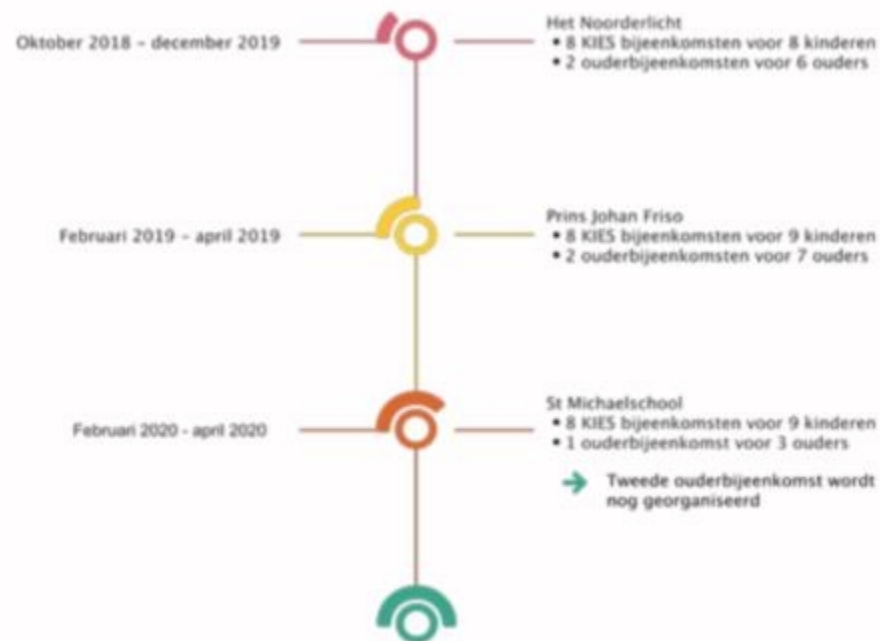 Oktober 2018 – december 2019
Het Noorderlicht
• 8 KIES bijeenkomsten voor 8 kinderen
• 2 ouderbijeenkomsten voor 6 ouders
Februari 2019 – april 2019
Prins Johan Friso
• 8 KIES bijeenkomsten voor 9 kinderen
• 2 ouderbijeenkomsten voor 7 ouders
Februari 2020 - april 2020
St Michaelschool
• 8 KIES bijeenkomsten voor 9 kinderen
• 1 ouderbijeenkomst voor 3 ouders
→ Tweede ouderbijeenkomst wordt
nog georganiseerd